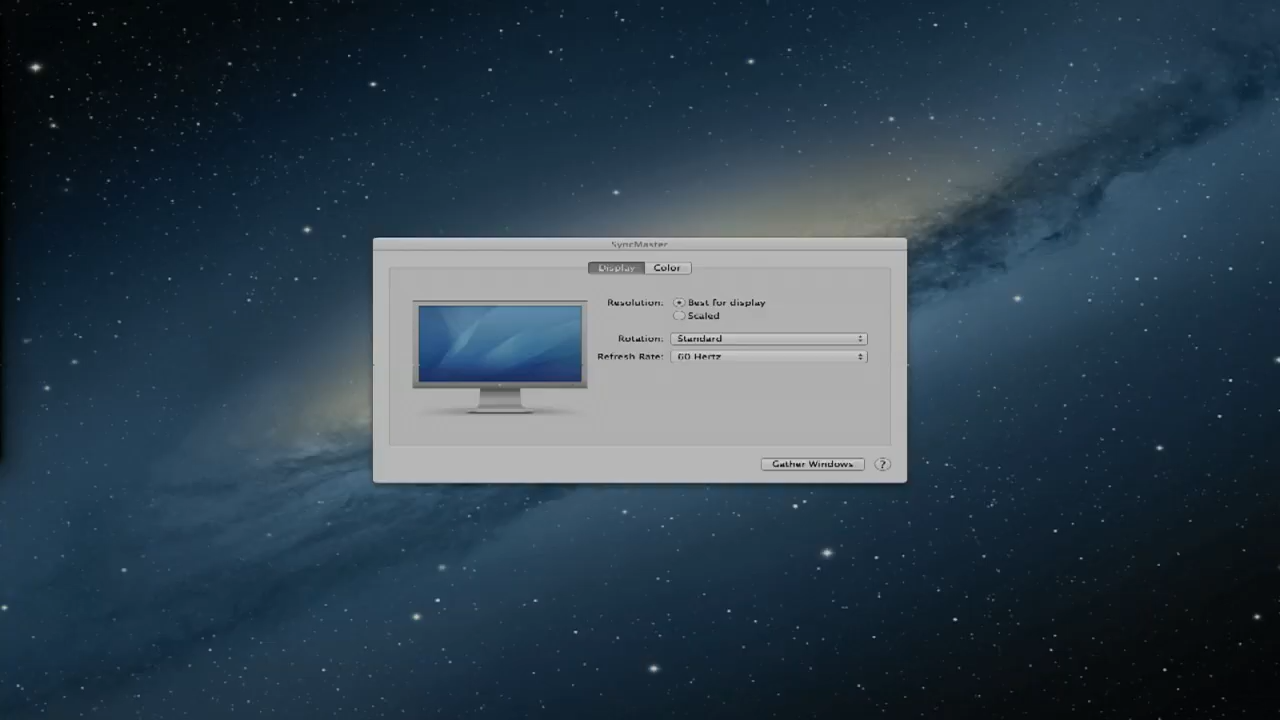 SyncMaster
Display Color
Resolution: Best for display
Scaled
Rotation: Standard
Refresh Rate: 60 Hertz
Gather Windows ?